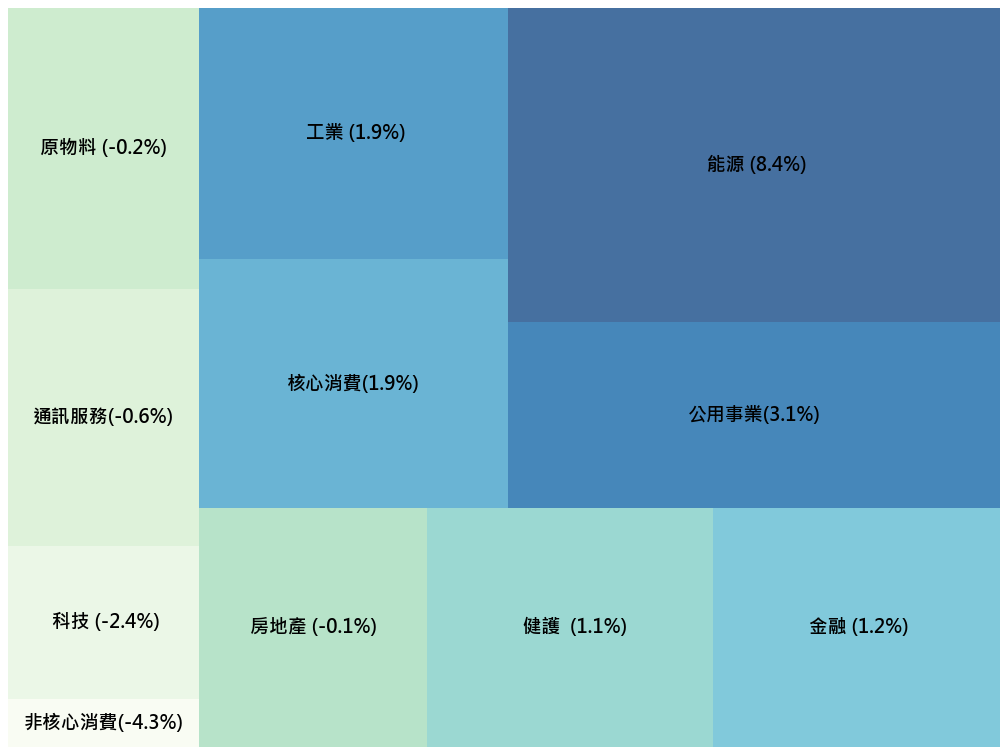 原物料 (-0.2%)
通訊服務(-0.6%)
科技 (-2.4%)
非核心消費(-4.3%)
工業 (1.9%)
核心消費(1.9%)
能源 (8.4%)
公用事業(3.1%)
房地產 (-0.1%)
健護 (1.1%)
金融 (1.2%)